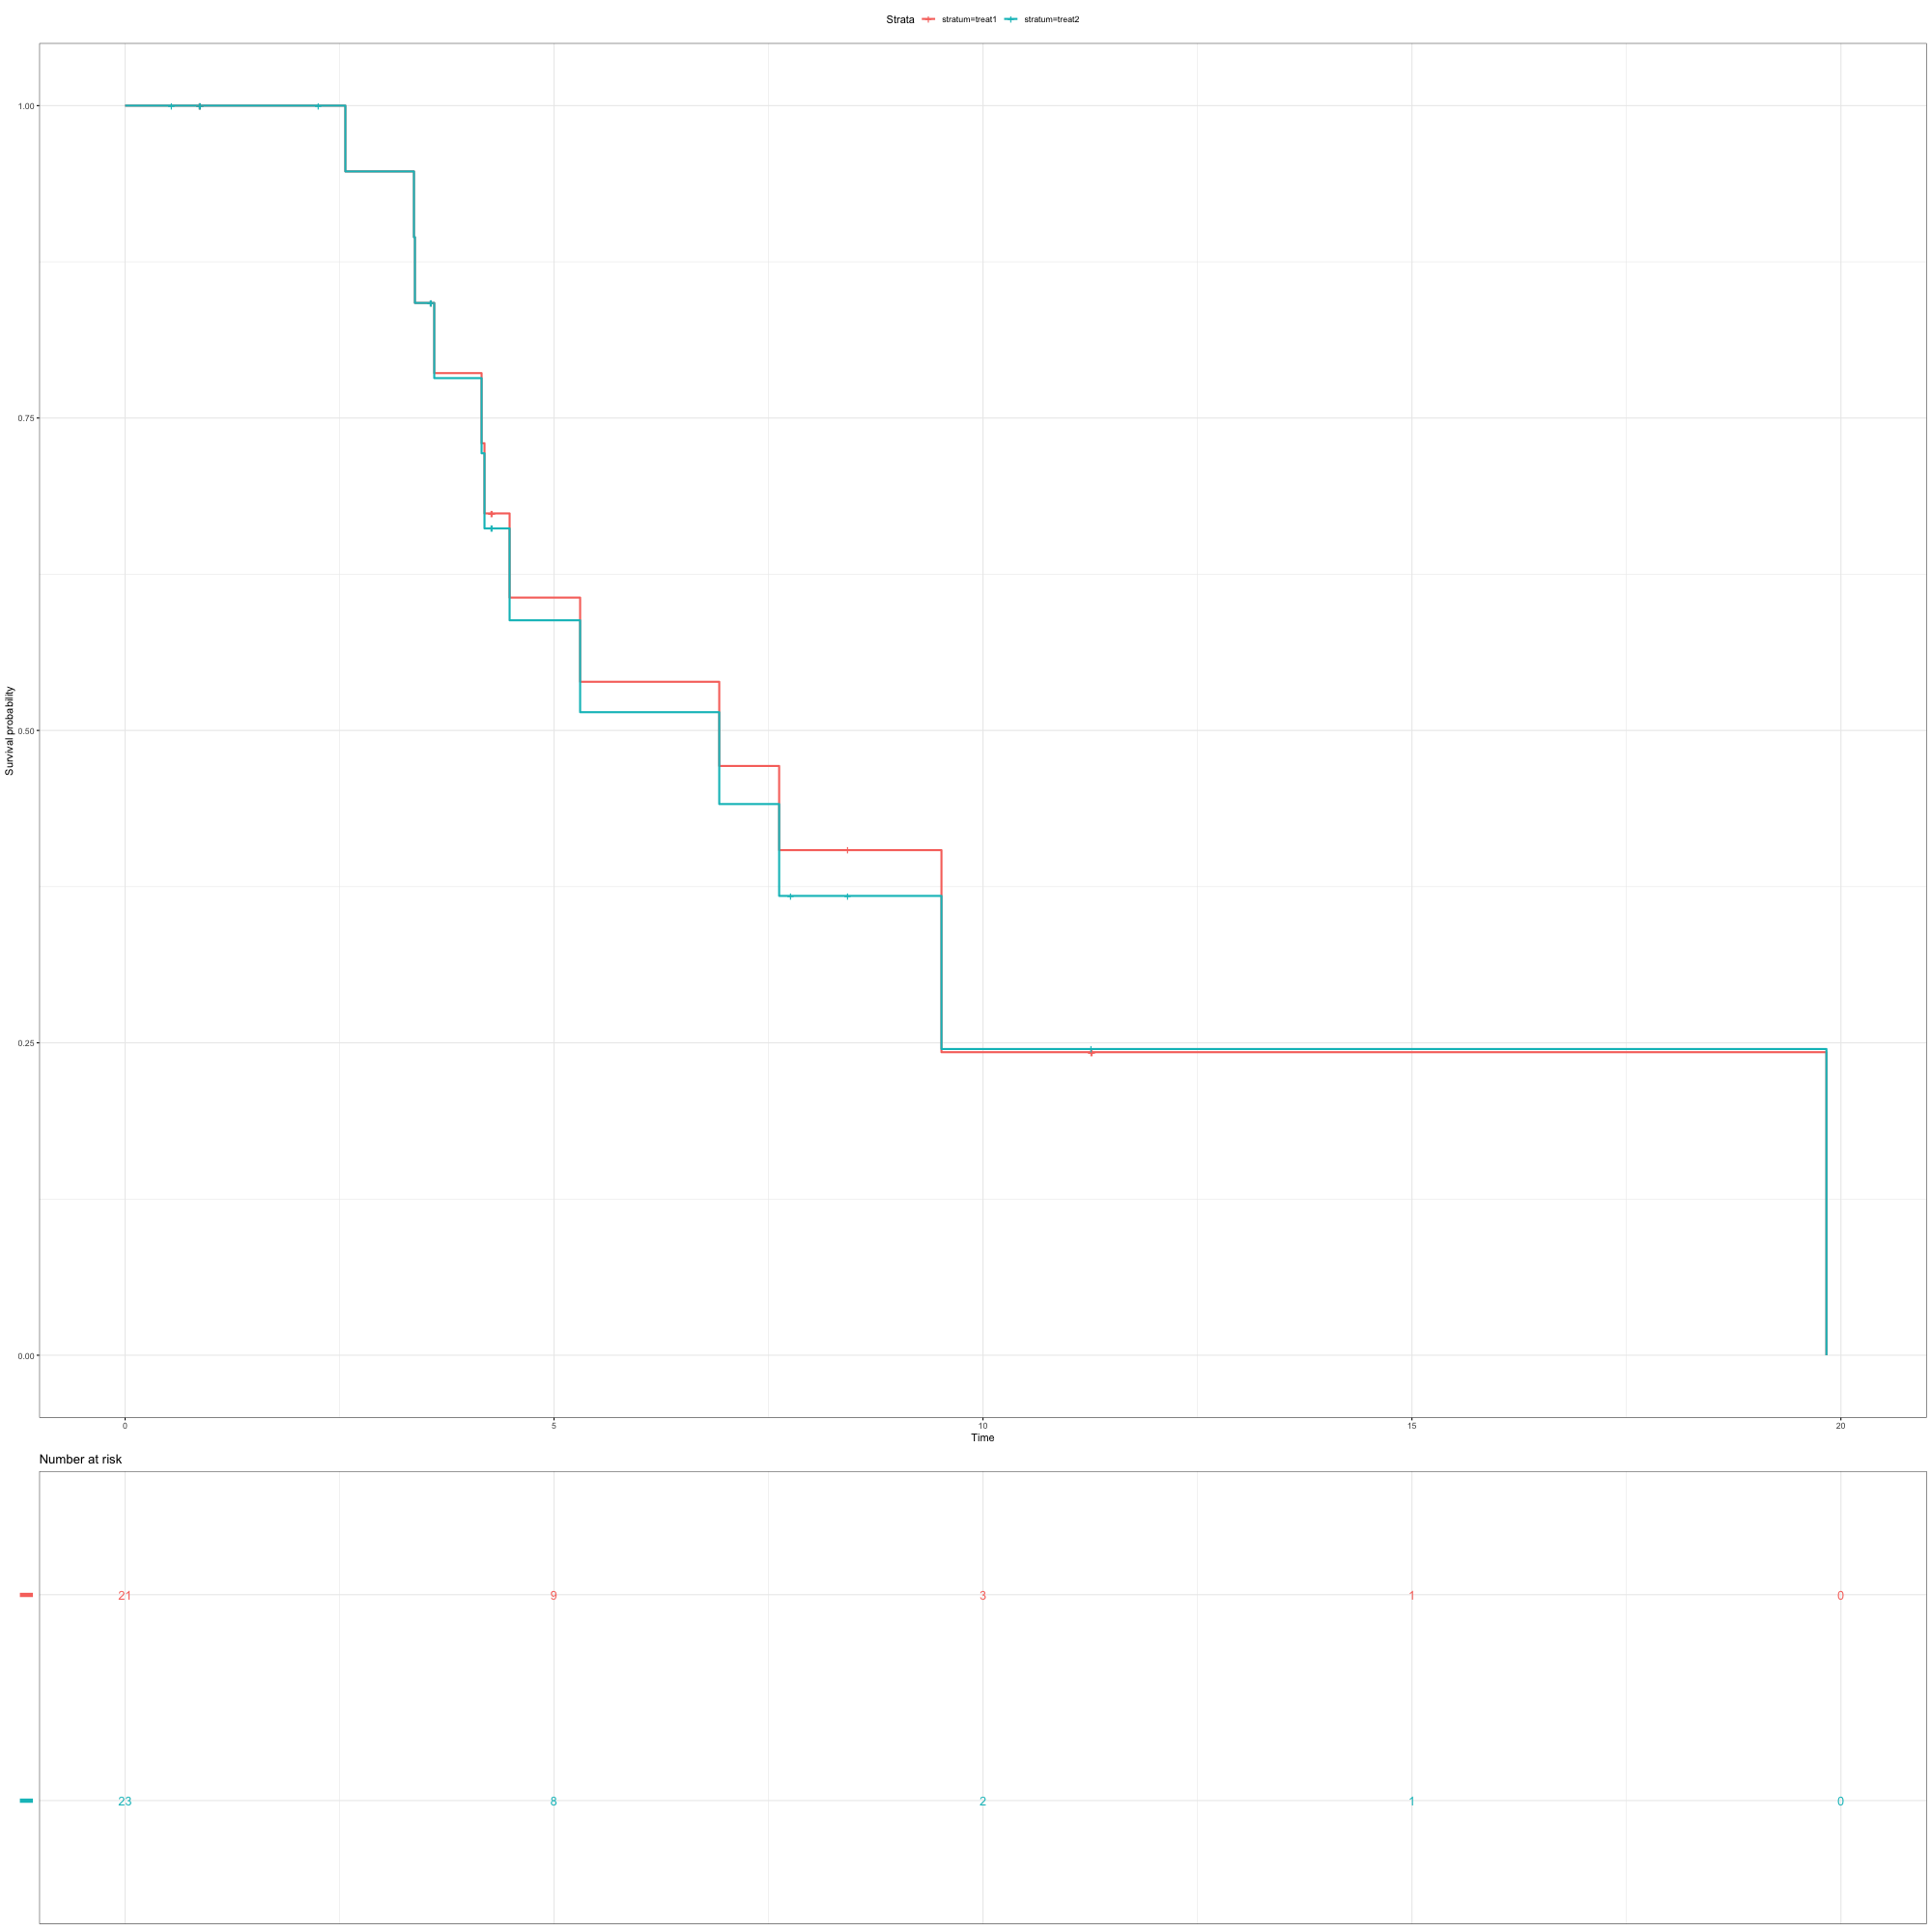 Strata stratum=treat1 stratum=treat2
1.00
0.75
0.50
0.25
0.00
Survival probability
0 5 10 15 20
Time
Number at risk
21 9 3 1 0
23 8 2 1 0